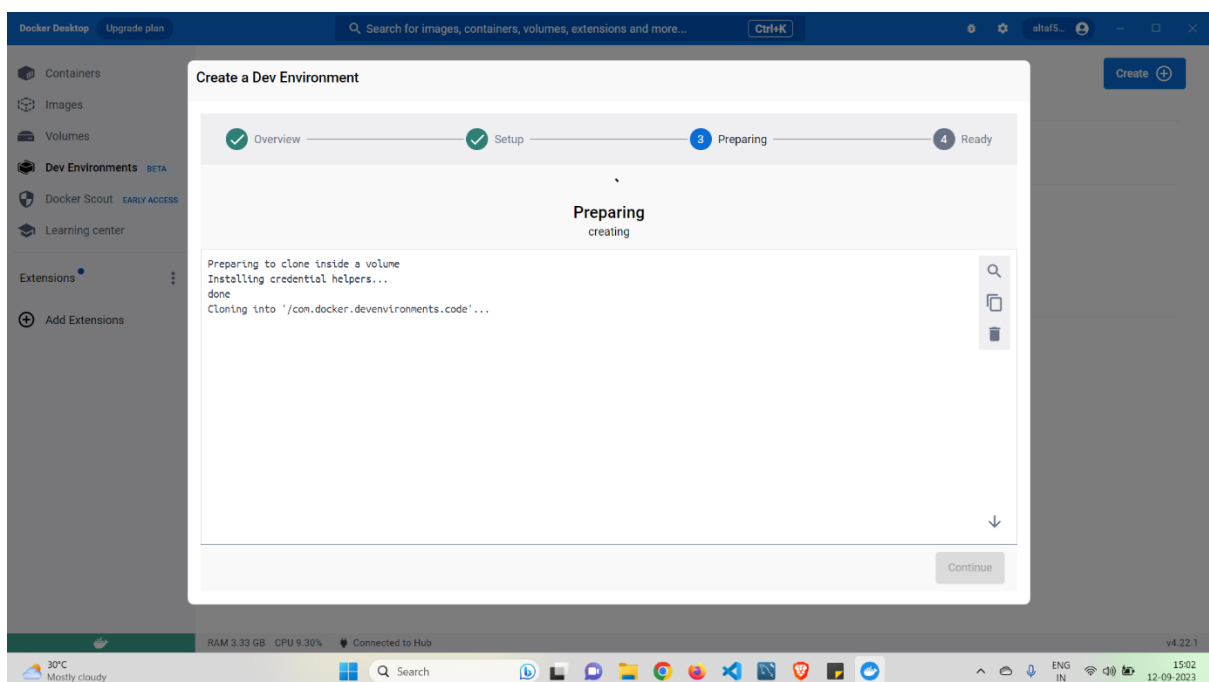 Docker Desktop Upgrade plan
Search for images, containers, volumes, extensions and more... Ctrl+K
altaf5...
Containers
Images
Volumes
Dev Environments BETA
Docker Scout EARLY ACCESS
Learning center
Extensions
Add Extensions
Create
Create a Dev Environment
Overview
Setup
3 Preparing
4 Ready
Preparing
creating
Preparing to clone inside a volume
Installing credential helpers...
done
Cloning into '/com.docker.devenvironments.code'...
Continue
RAM 3.33 GB CPU 9.30% Connected to Hub
v4.22.1
30°C
Mostly cloudy
Search
ENG
IN
15:02
12-09-2023